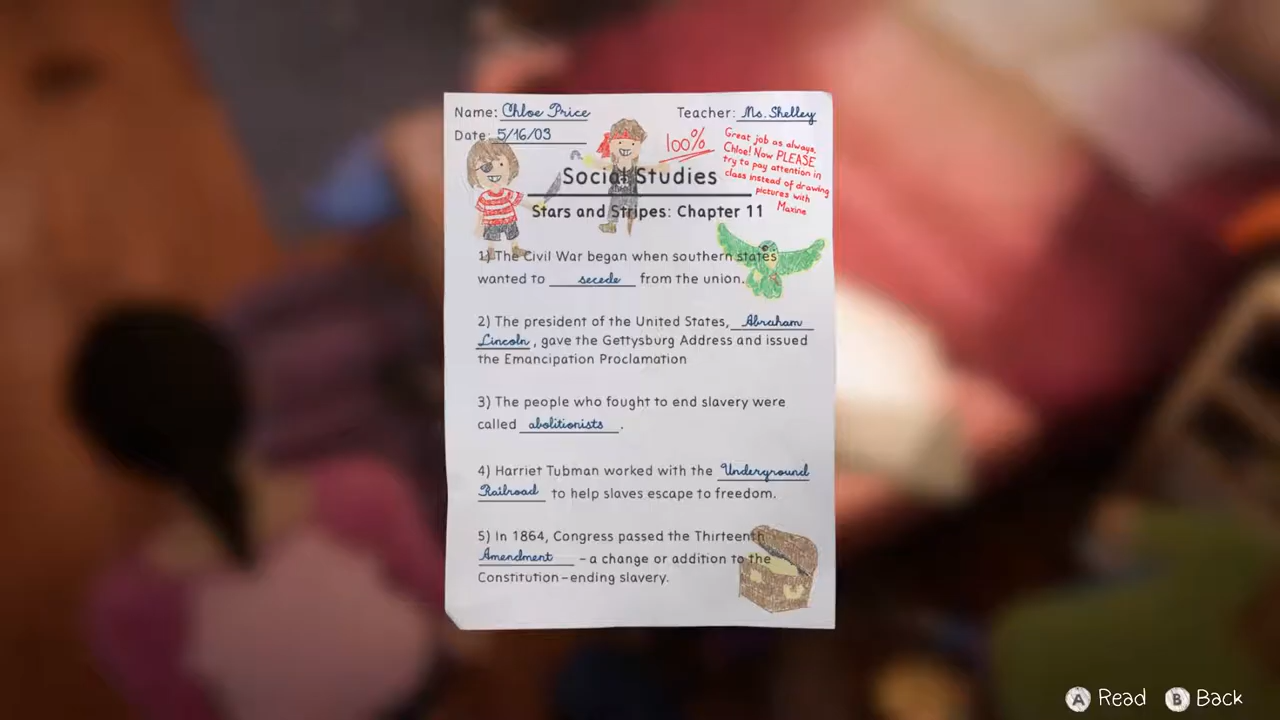 Name: Chloe Price
Teacher: Ms. Shelley
Date: 5/16/03
100%
Great job as always,
Chloe! Now PLEASE
try to pay attention in
class instead of drawing
pictures with
Maxine
Social Studies
Stars and Stripes: Chapter 11
1) The Civil War began when southern states
wanted to secede from the union.
2) The president of the United States, Abraham
Lincoln, gave the Gettysburg Address and issued
the Emancipation Proclamation
3) The people who fought to end slavery were
called abolitionists.
4) Harriet Tubman worked with the Underground
Railroad to help slaves escape to freedom.
5) In 1864, Congress passed the Thirteenth
Amendment - a change or addition to the
Constitution - ending slavery.
A Read B Back